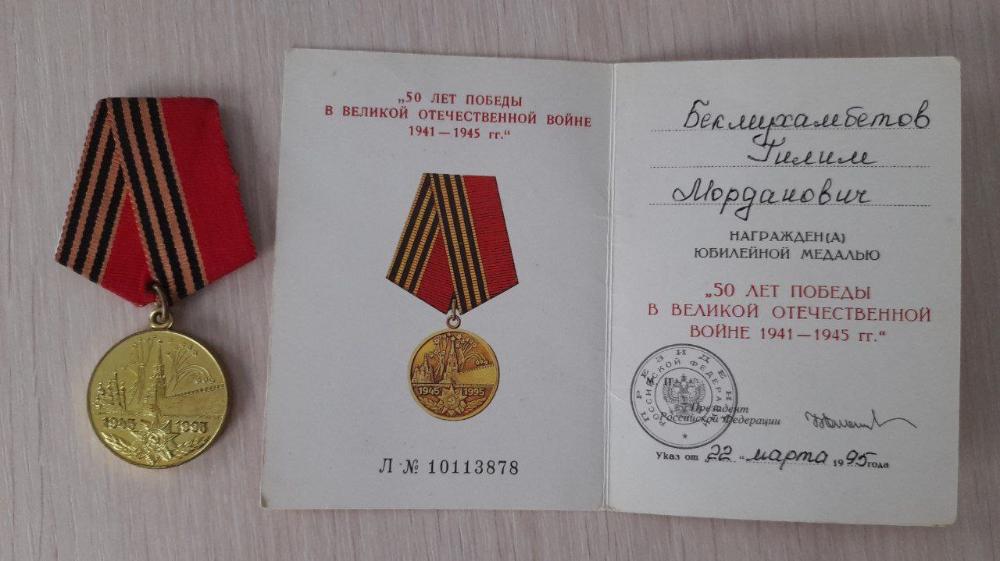 1945 1995
„50 ЛЕТ ПОБЕДЫ
В ВЕЛИКОЙ ОТЕЧЕСТВЕННОЙ ВОЙНЕ
1941 — 1945 гг.“
1945 1995
Л № 10113878
Бекмухамбетов
Гилим
Морданович
НАГРАЖДЕН(А)
ЮБИЛЕЙНОЙ МЕДАЛЬЮ
„50 ЛЕТ ПОБЕДЫ
В ВЕЛИКОЙ ОТЕЧЕСТВЕННОЙ
ВОЙНЕ 1941 — 1945 гг.“
ПРЕЗИДЕНТ
РОССИЙСКОЙ ФЕДЕРАЦИИ
М. П.
Президент
Российской Федерации
Указ от „22“ марта 1995 года